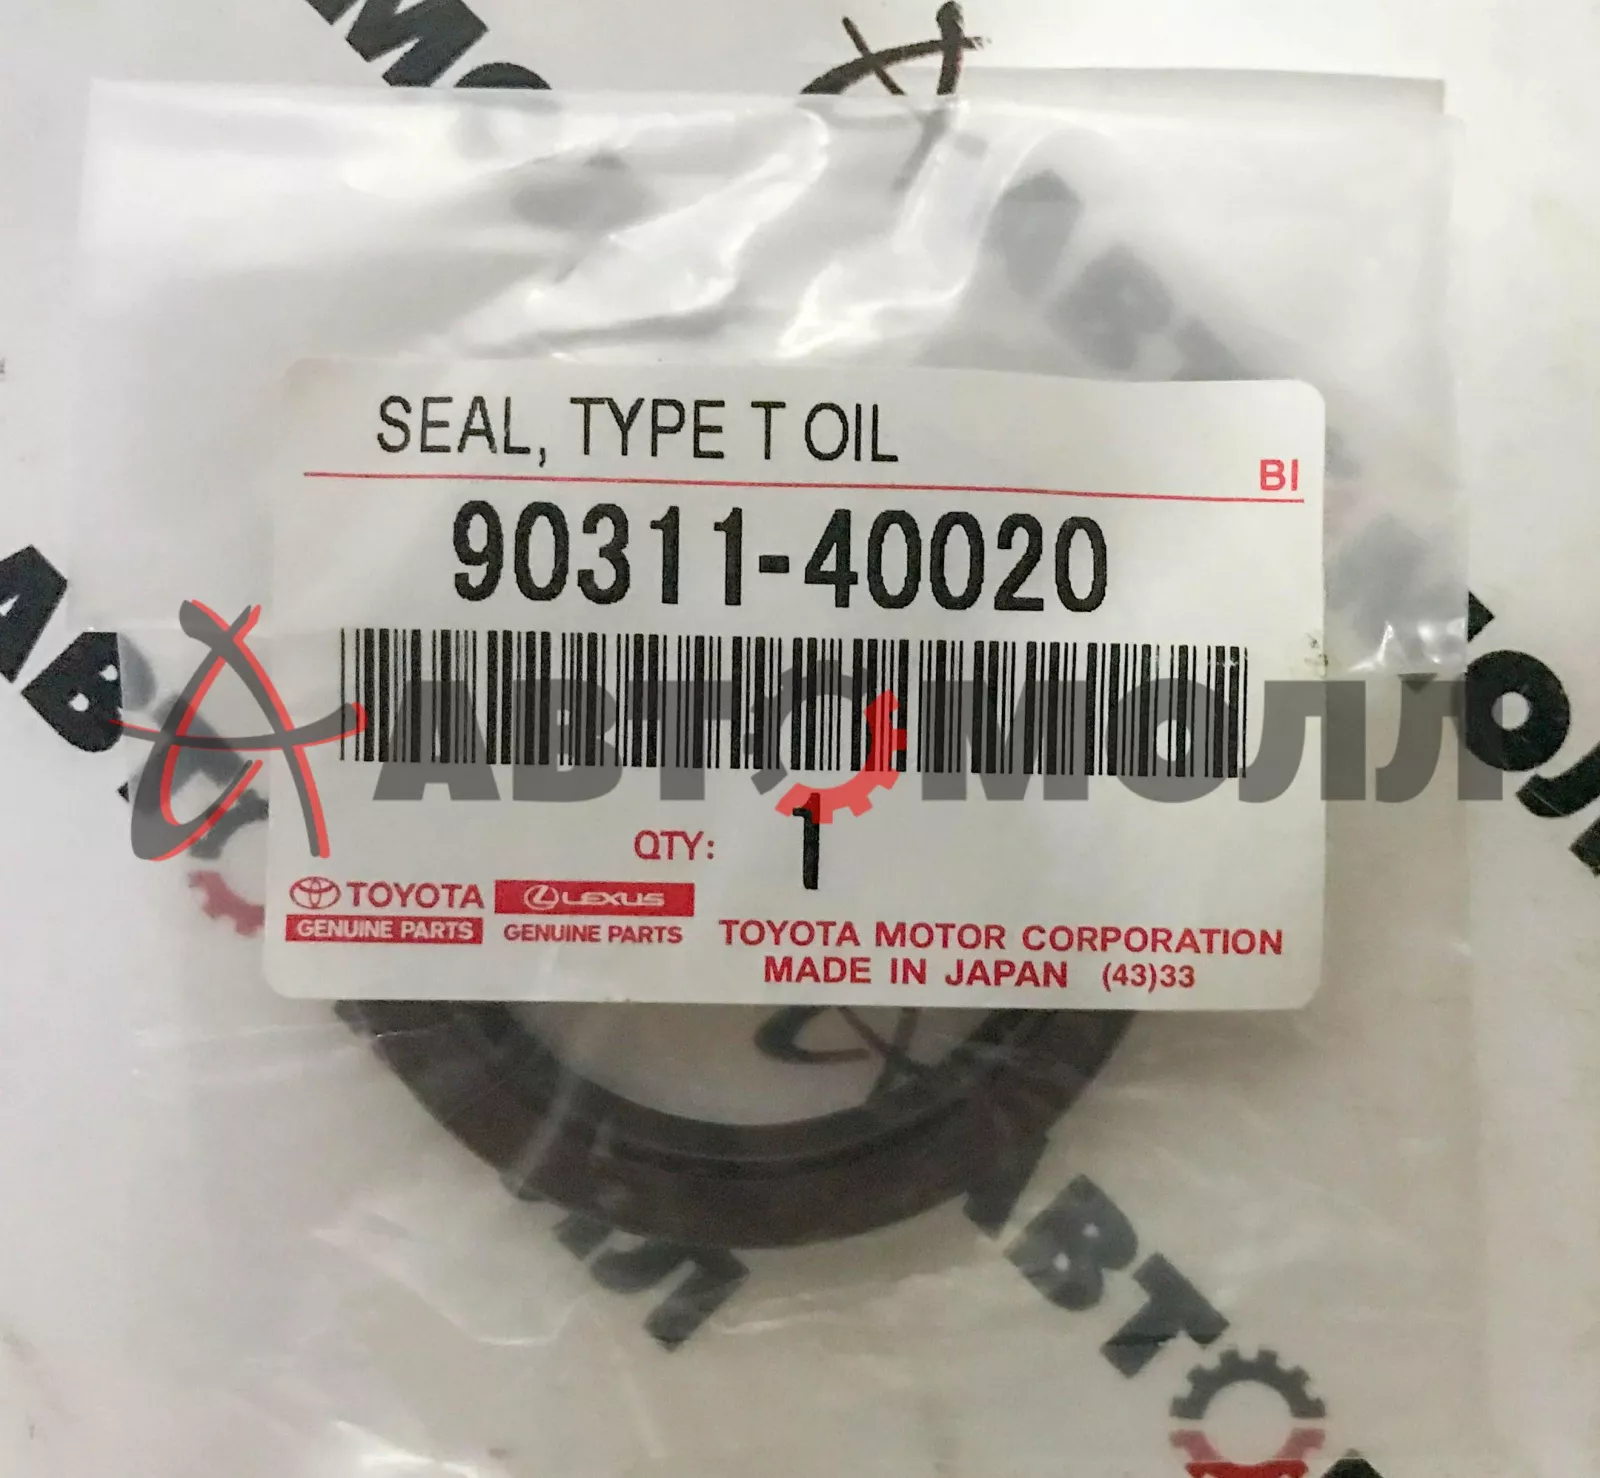 SEAL, TYPE T OIL
BI
90311-40020
АВТОМОЛЛ
QTY: 1
TOYOTA
GENUINE PARTS
LEXUS
GENUINE PARTS
TOYOTA MOTOR CORPORATION
MADE IN JAPAN (43)33
АВТО